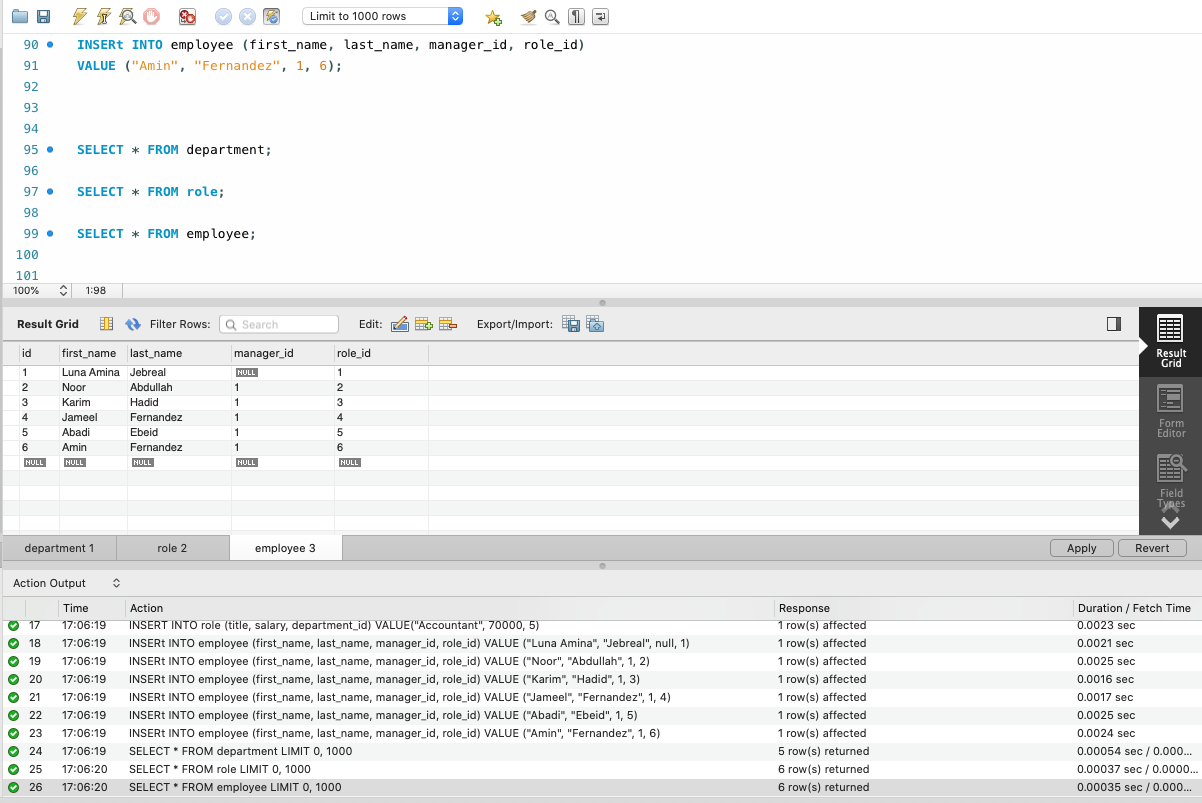 Limit to 1000 rows
90 INSERt INTO employee (first_name, last_name, manager_id, role_id)
91 VALUE ("Amin", "Fernandez", 1, 6);
92
93
94
95 SELECT * FROM department;
96
97 SELECT * FROM role;
98
99 SELECT * FROM employee;
100
101
100% 1:98
Result Grid Filter Rows: Search Edit: Export/Import:
id first_name last_name manager_id role_id
1 Luna Amina Jebreal NULL 1
2 Noor Abdullah 1 2
3 Karim Hadid 1 3
4 Jameel Fernandez 1 4
5 Abadi Ebeid 1 5
6 Amin Fernandez 1 6
NULL NULL NULL NULL NULL
Result
Grid
Form
Editor
Field
Types
department 1 role 2 employee 3 Apply Revert
Action Output
Time Action Response Duration / Fetch Time
17 17:06:19 INSERT INTO role (title, salary, department_id) VALUE("Accountant", 70000, 5) 1 row(s) affected 0.0023 sec
18 17:06:19 INSERt INTO employee (first_name, last_name, manager_id, role_id) VALUE ("Luna Amina", "Jebreal", null, 1) 1 row(s) affected 0.0021 sec
19 17:06:19 INSERt INTO employee (first_name, last_name, manager_id, role_id) VALUE ("Noor", "Abdullah", 1, 2) 1 row(s) affected 0.0025 sec
20 17:06:19 INSERt INTO employee (first_name, last_name, manager_id, role_id) VALUE ("Karim", "Hadid", 1, 3) 1 row(s) affected 0.0016 sec
21 17:06:19 INSERt INTO employee (first_name, last_name, manager_id, role_id) VALUE ("Jameel", "Fernandez", 1, 4) 1 row(s) affected 0.0017 sec
22 17:06:19 INSERt INTO employee (first_name, last_name, manager_id, role_id) VALUE ("Abadi", "Ebeid", 1, 5) 1 row(s) affected 0.0025 sec
23 17:06:19 INSERt INTO employee (first_name, last_name, manager_id, role_id) VALUE ("Amin", "Fernandez", 1, 6) 1 row(s) affected 0.0024 sec
24 17:06:19 SELECT * FROM department LIMIT 0, 1000 5 row(s) returned 0.00054 sec / 0.000...
25 17:06:20 SELECT * FROM role LIMIT 0, 1000 6 row(s) returned 0.00037 sec / 0.0000...
26 17:06:20 SELECT * FROM employee LIMIT 0, 1000 6 row(s) returned 0.00035 sec / 0.000...